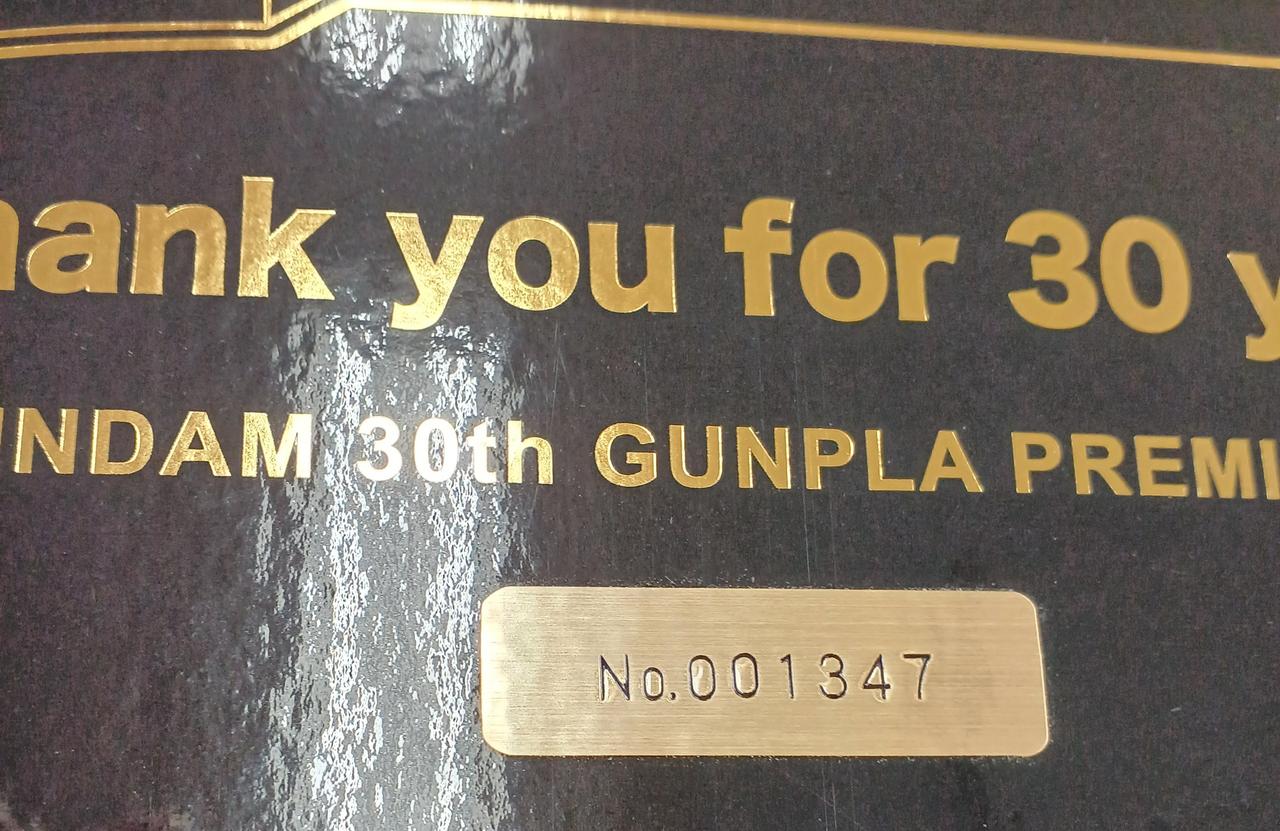 hank you for 30 y
UNDAM 30th GUNPLA PREMI
No.001347